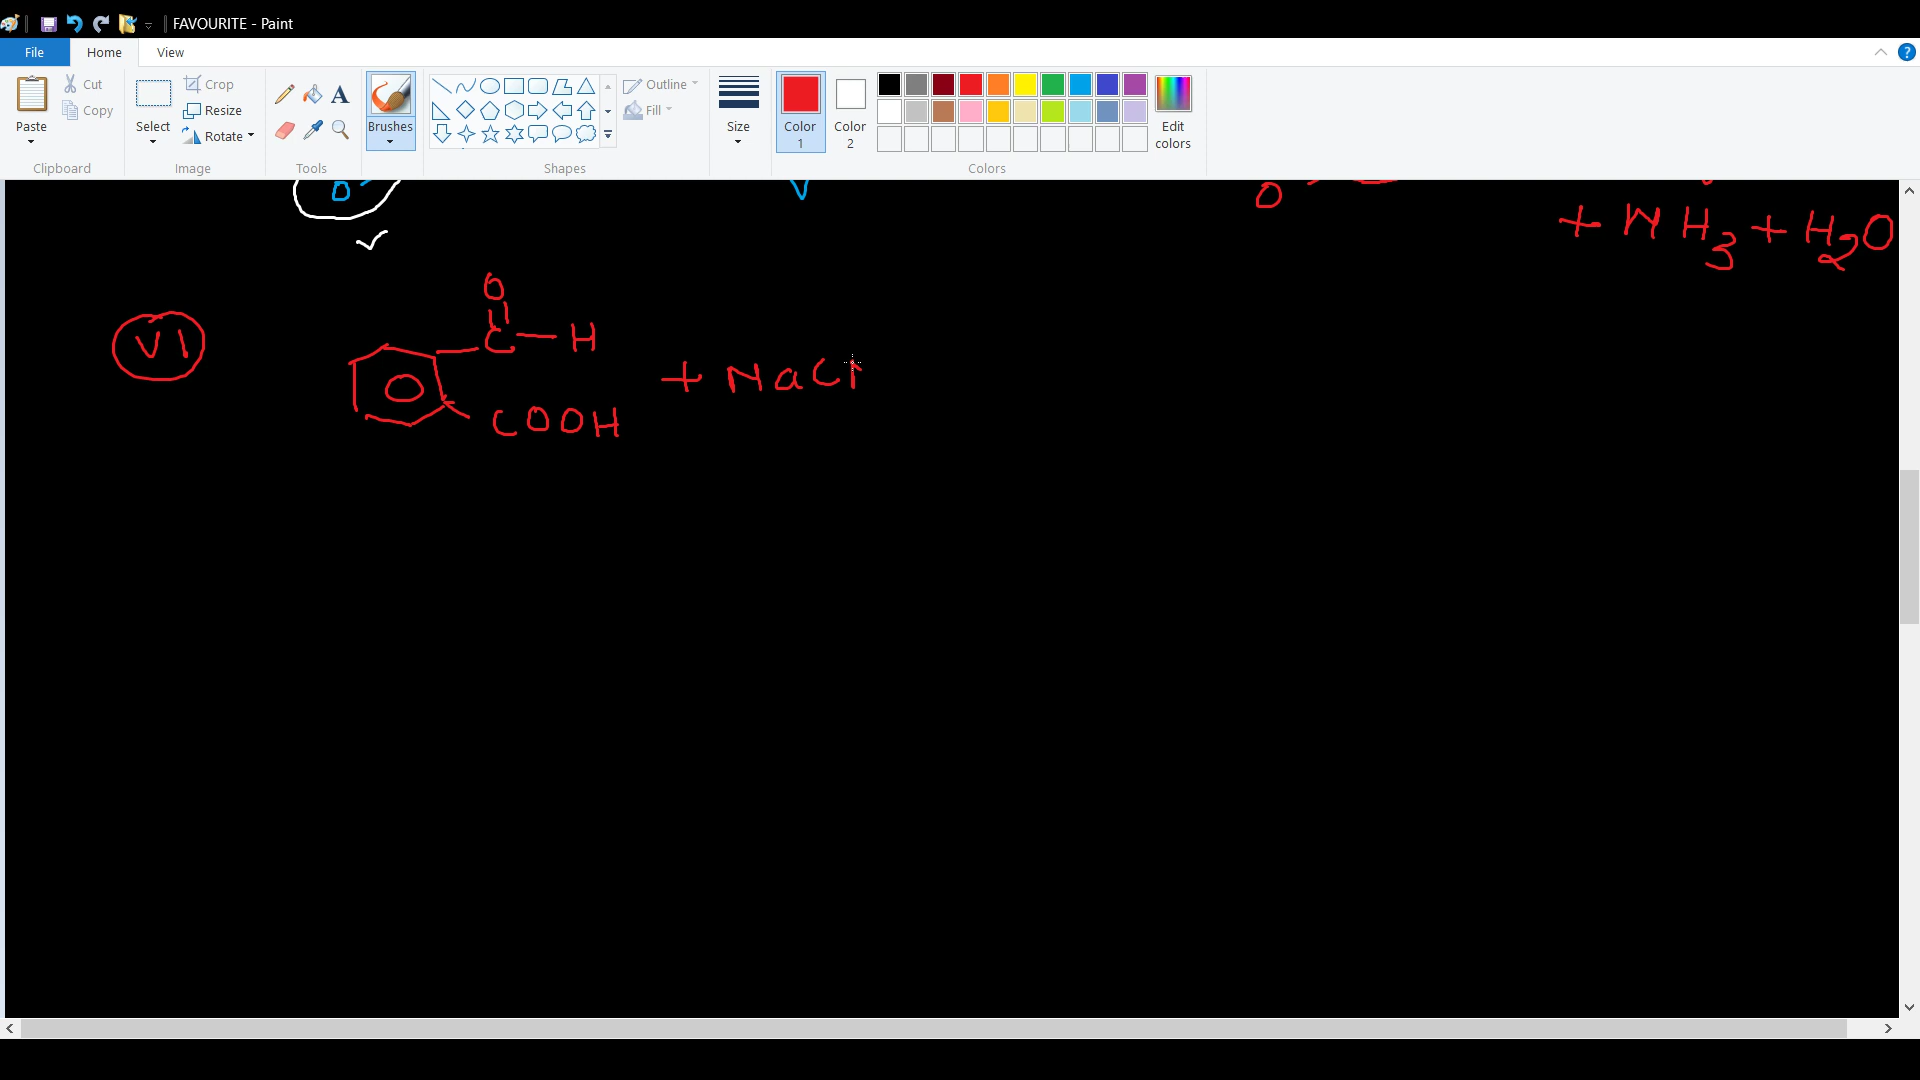 FAVOURITE - Paint
File Home View
Paste Cut Copy
Select Crop Resize Rotate
Brushes
Outline Fill
Size
Color 1 Color 2
Edit colors
Clipboard Image Tools Shapes Colors
O
+ NH3 + H2O
VI
O
C - H
+ NaC
COOH